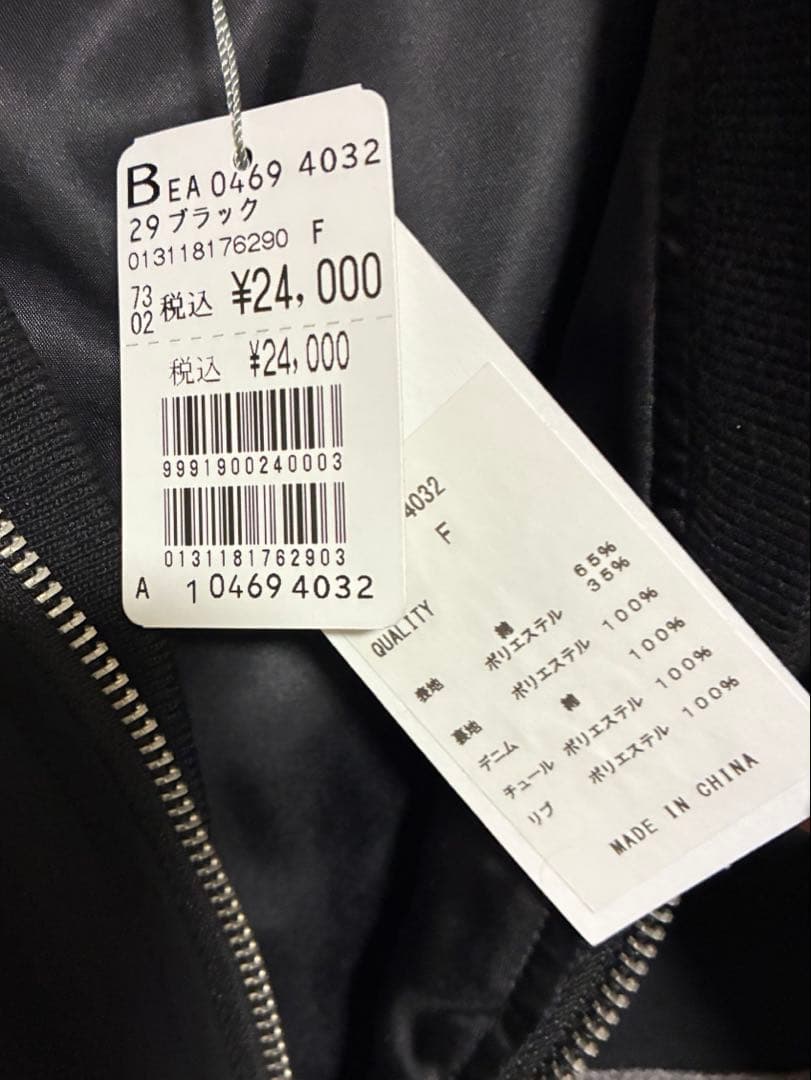 BEA 0469 4032
29 ブラック
013118176290 F
73
02 税込 ¥24,000
税込 ¥24,000
9991900240003
0131181762903
A 1 0469 4032
4032
F
QUALITY
表地 綿 65%
ポリエステル 35%
裏地 ポリエステル 100%
デニム 綿 100%
チュール ポリエステル 100%
リブ ポリエステル 100%
MADE IN CHINA